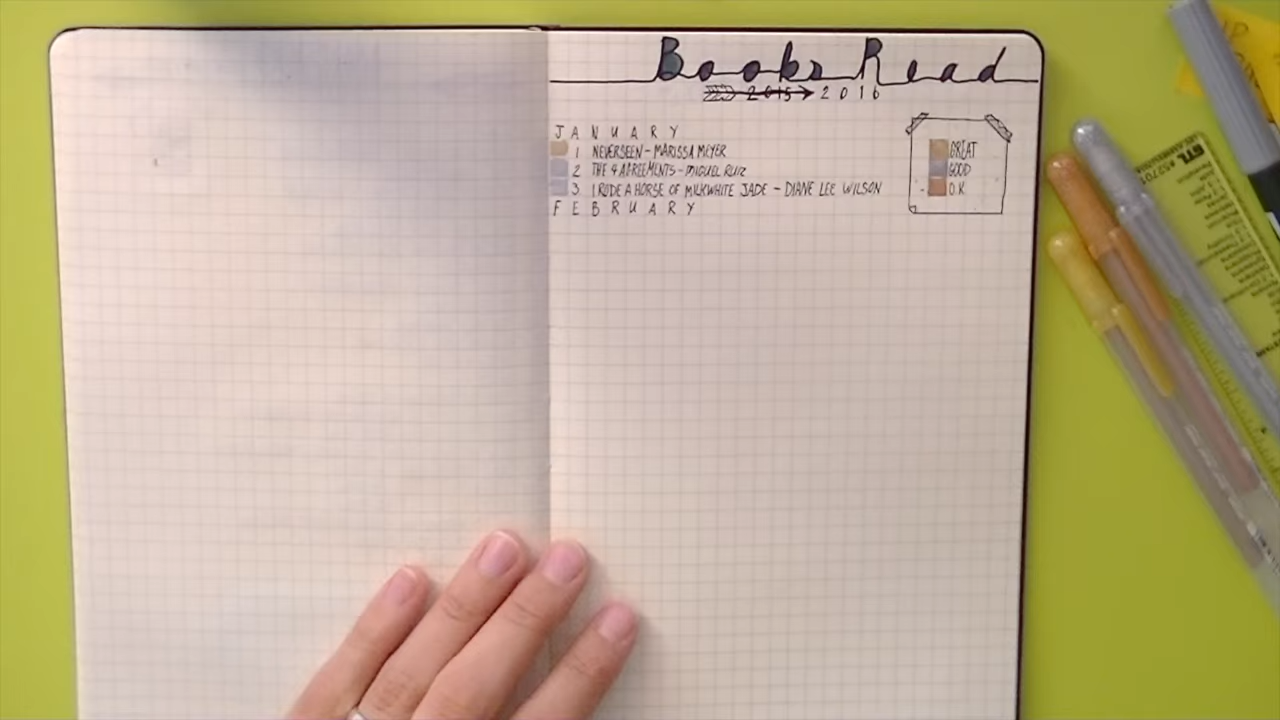 Books Read
2015 2016
JANUARY
1 NEVERSEEN - MARISSA MEYER
2 THE 4 AGREEMENTS - MIGUEL RUIZ
3 I RODE A HORSE OF MILKWHITE JADE - DIANE LEE WILSON
FEBRUARY
GREAT
GOOD
- O.K